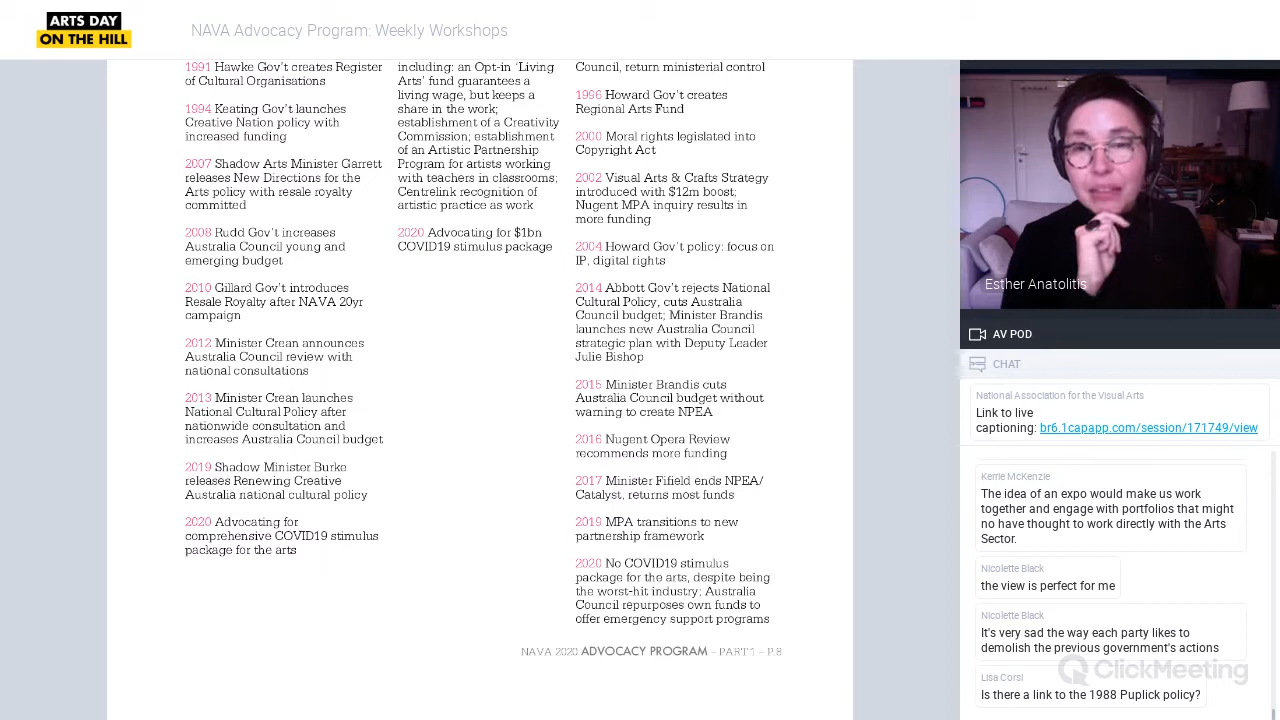 ARTS DAY
ON THE HILL
NAVA Advocacy Program: Weekly Workshops
1991 Hawke Gov't creates Register
of Cultural Organisations
1994 Keating Gov't launches
Creative Nation policy with
increased funding
2007 Shadow Arts Minister Garrett
releases New Directions for the
Arts policy with resale royalty
committed
2008 Rudd Gov't increases
Australia Council young and
emerging budget
2010 Gillard Gov't introduces
Resale Royalty after NAVA 20yr
campaign
2012 Minister Crean announces
Australia Council review with
national consultation
2013 Minister Crean launches
National Cultural Policy after
nationwide consultation and
increases Australia Council budget
2019 Shadow Minister Burke
releases Renewing Creative
Australia national cultural policy
2020 Advocating for
comprehensive COVID19 stimulus
package for the arts
including: an Opt-in 'Living
Arts' fund guarantees a
living wage, but keeps a
share in the work;
establishment of a Creativity
Commission; establishment
of an Artistic Partnership
Program for artists working
with teachers in classrooms;
Centrelink recognition of
artistic pracrce as work
2020 Advocating for $1bn
COVID19 stimulus package
Council, return ministerial control
1996 Howard Gov't creates
Regional Arts Fund
2000 Moral rights legislated into
Copyright Act
2002 Visual Arts & Crafts Strategy
introduced with $12m boost;
Nugent MPA inquiry results in
more funding
2004 Howard Gov't policy: focus on
IP, digital rights
2014 Abbott Gov't rejects National
Cultural Policy, cuts Australia
Council budget; Minister Brandis
launches new Australia Council
strategic plan with Deputy Leader
Julie Bishop
2015 Minister Brandis cuts
Australia Council budget without
warning to create NPEA
2016 Nugent Opera Review
recommends more funding
2017 Minister Fifield ends NPEA/
Catalyst, returns most funds
2019 MPA transitions to new
partnership framework
2020 No COVID19 stimulus
package for the arts, despite being
the worst-hit industry; Australia
Council repurposes own funds to
offer emergency support programs
NAVA 2020 ADVOCACY PROGRAM – PART 1 – P.8
Esther Anatolitis
AV POD
CHAT
National Association for the Visual Arts
Link to live
captioning: br6.1capapp.com/session/171749/view
Kerrie McKenzie
The idea of an expo would make us work
together and engage with portfolios that might
no have thought to work directly with the Arts
Sector.
Nicolette Black
the view is perfect for me
Nicolette Black
It's very sad the way each party likes to
demolish the previous government's actions
Lisa Corsi
Is there a link to the 1988 Puplick policy?
ClickMeeting